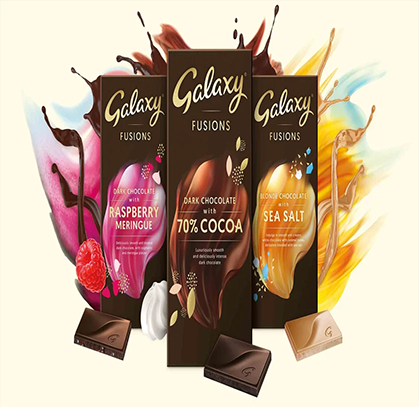 Galaxy
FUSIONS
DARK CHOCOLATE
with
RASPBERRY
MERINGUE
Galaxy
FUSIONS
DARK CHOCOLATE
with
70% COCOA
Luxuriously smooth
and deliciously intense
dark chocolate
Galaxy
FUSIONS
BLONDE CHOCOLATE
with
SEA SALT
G
G
G